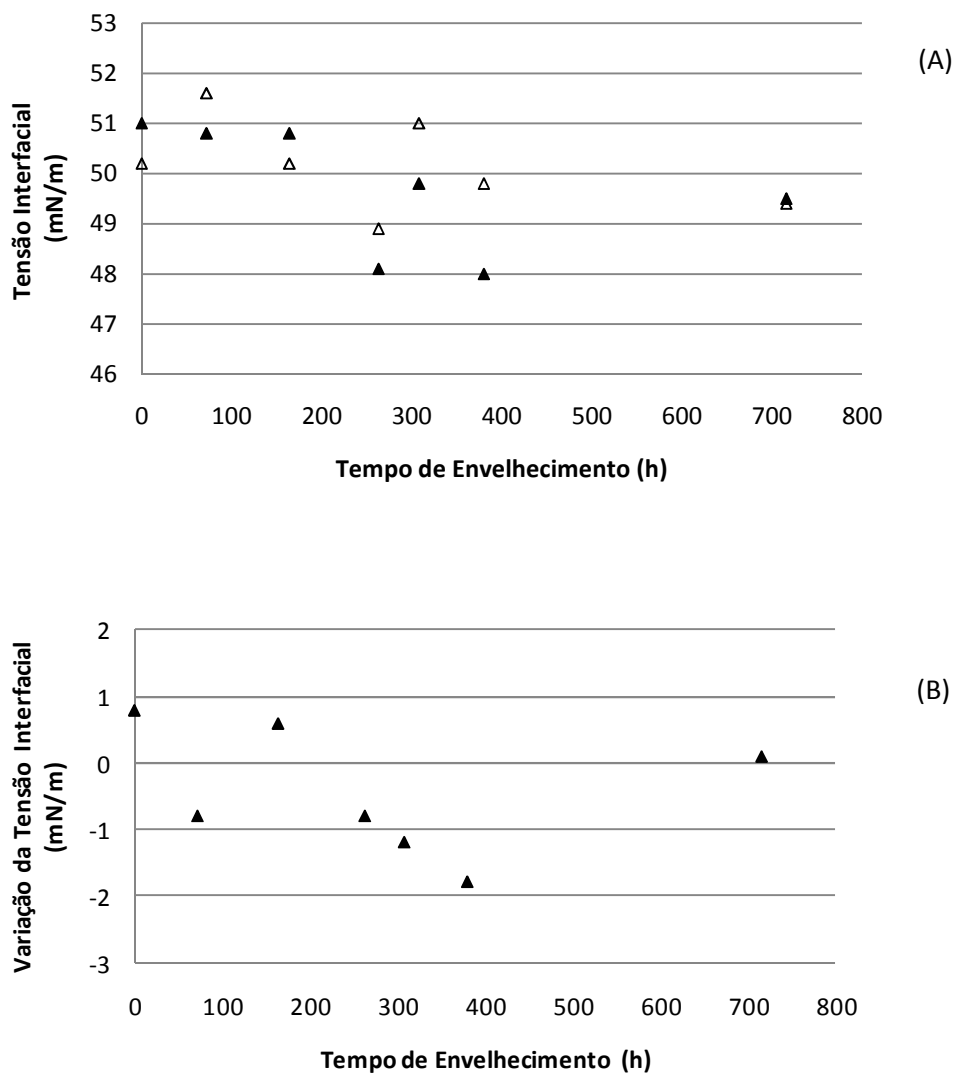 53
52
51
50
49
48
47
46
Tensão Interfacial
(mN/m)
(A)
0 100 200 300 400 500 600 700 800
Tempo de Envelhecimento (h)
2
1
0
-1
-2
-3
Variação da Tensão Interfacial
(mN/m)
(B)
0 100 200 300 400 500 600 700 800
Tempo de Envelhecimento (h)